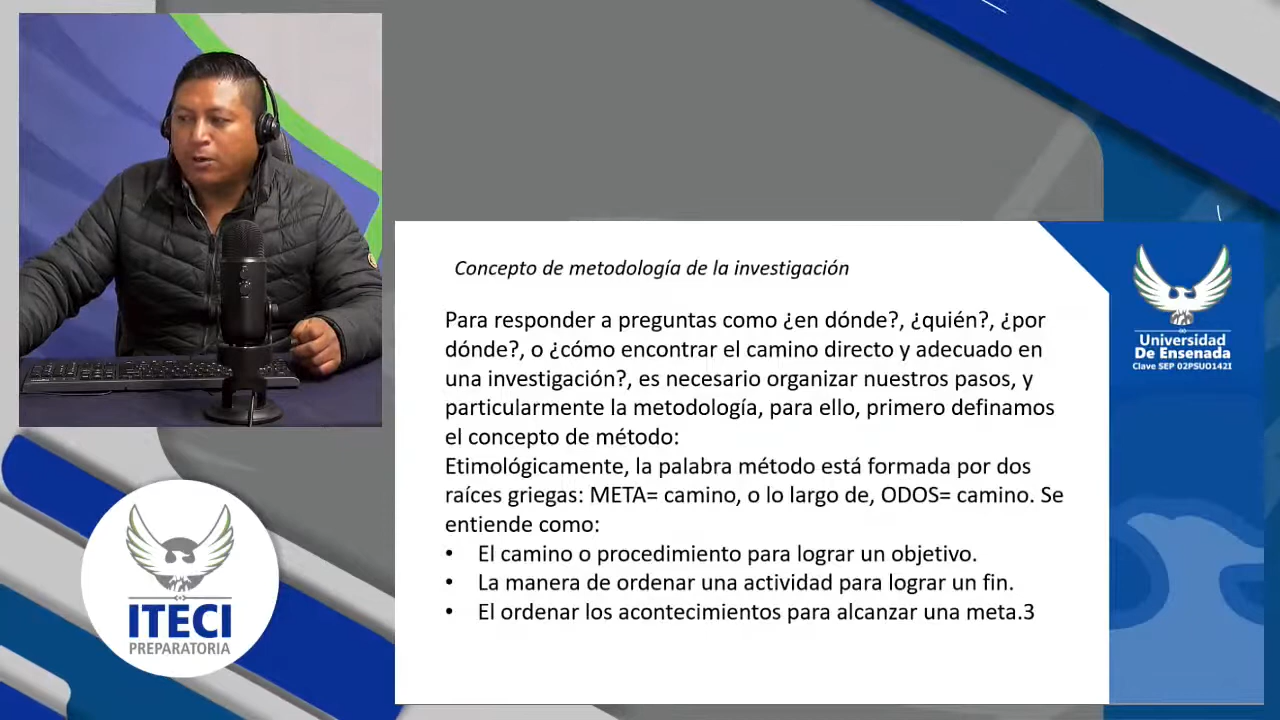 Concepto de metodología de la investigación
Para responder a preguntas como ¿en dónde?, ¿quién?, ¿por
dónde?, o ¿cómo encontrar el camino directo y adecuado en
una investigación?, es necesario organizar nuestros pasos, y
particularmente la metodología, para ello, primero definamos
el concepto de método:
Etimológicamente, la palabra método está formada por dos
raíces griegas: META= camino, o lo largo de, ODOS= camino. Se
entiende como:
• El camino o procedimiento para lograr un objetivo.
• La manera de ordenar una actividad para lograr un fin.
• El ordenar los acontecimientos para alcanzar una meta.3
Universidad
De Ensenada
Clave SEP 02PSU0142I
ITECI
PREPARATORIA